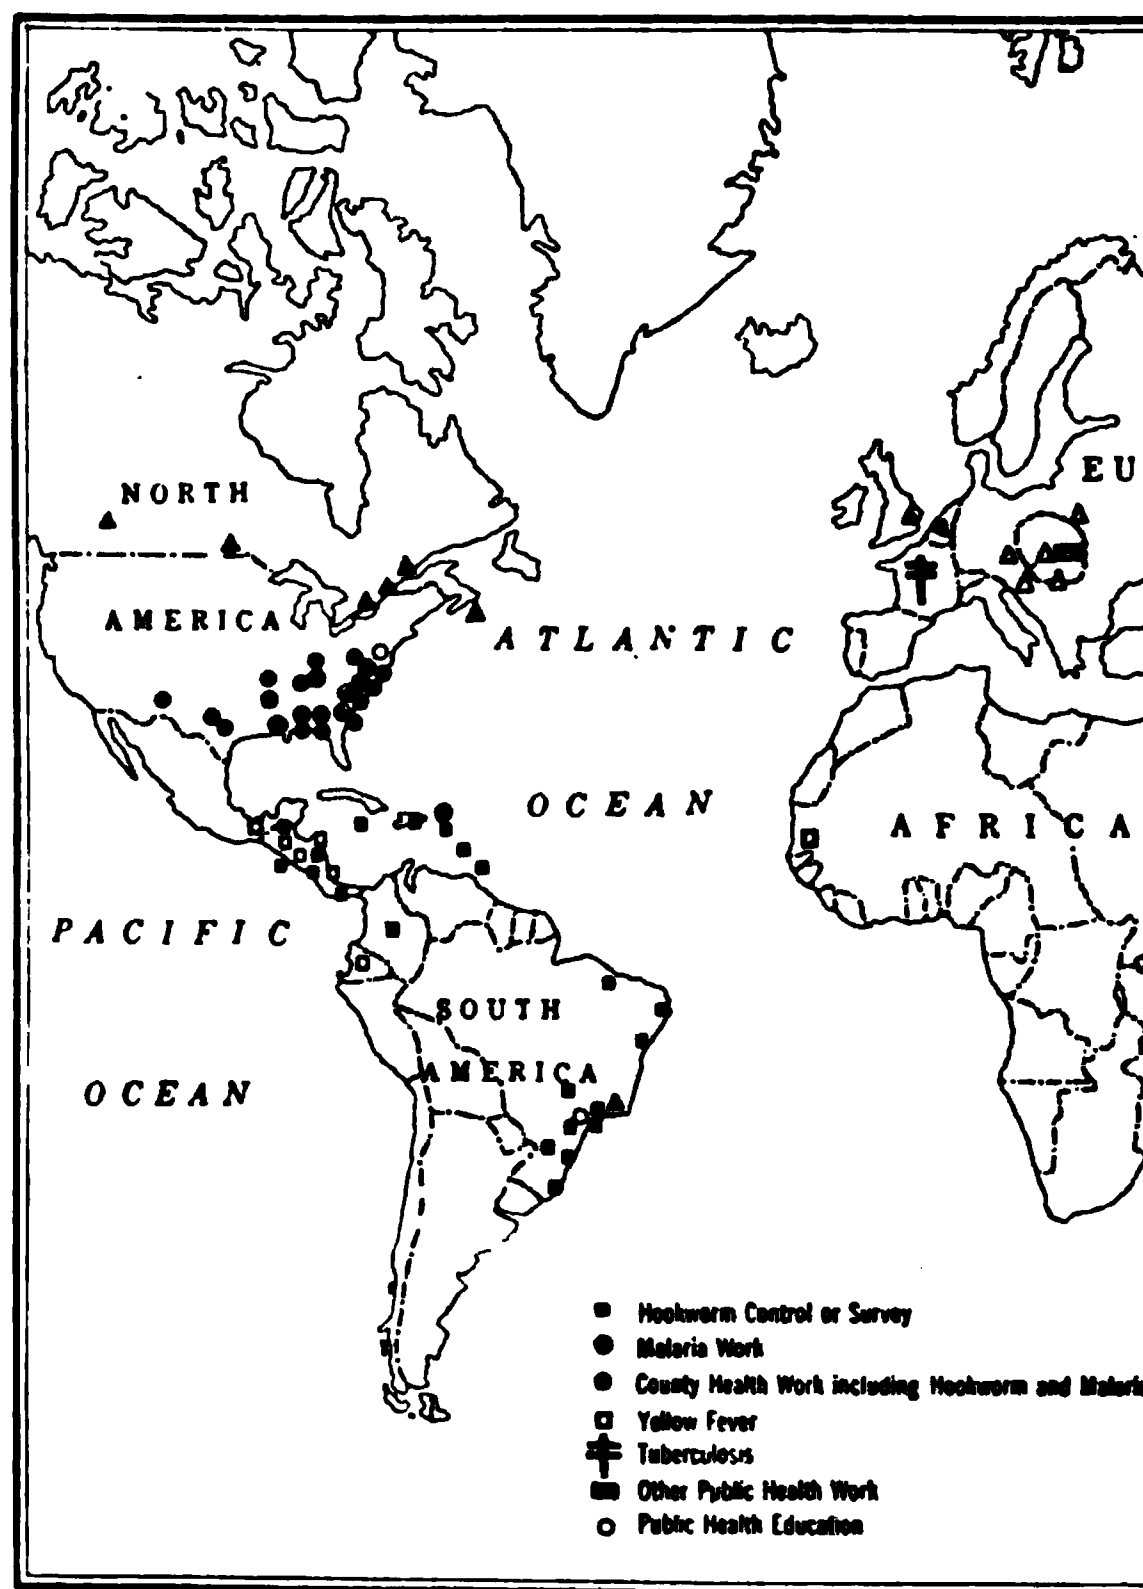 NORTH
EU
AMERICA
ATLANTIC
OCEAN
AFRICA
PACIFIC
SOUTH
AMERICA
OCEAN
Hookworm Control or Survey
Malaria Work
County Health Work including Hookworm and Malaria
Yellow Fever
Tuberculosis
Other Public Health Work
Public Health Education